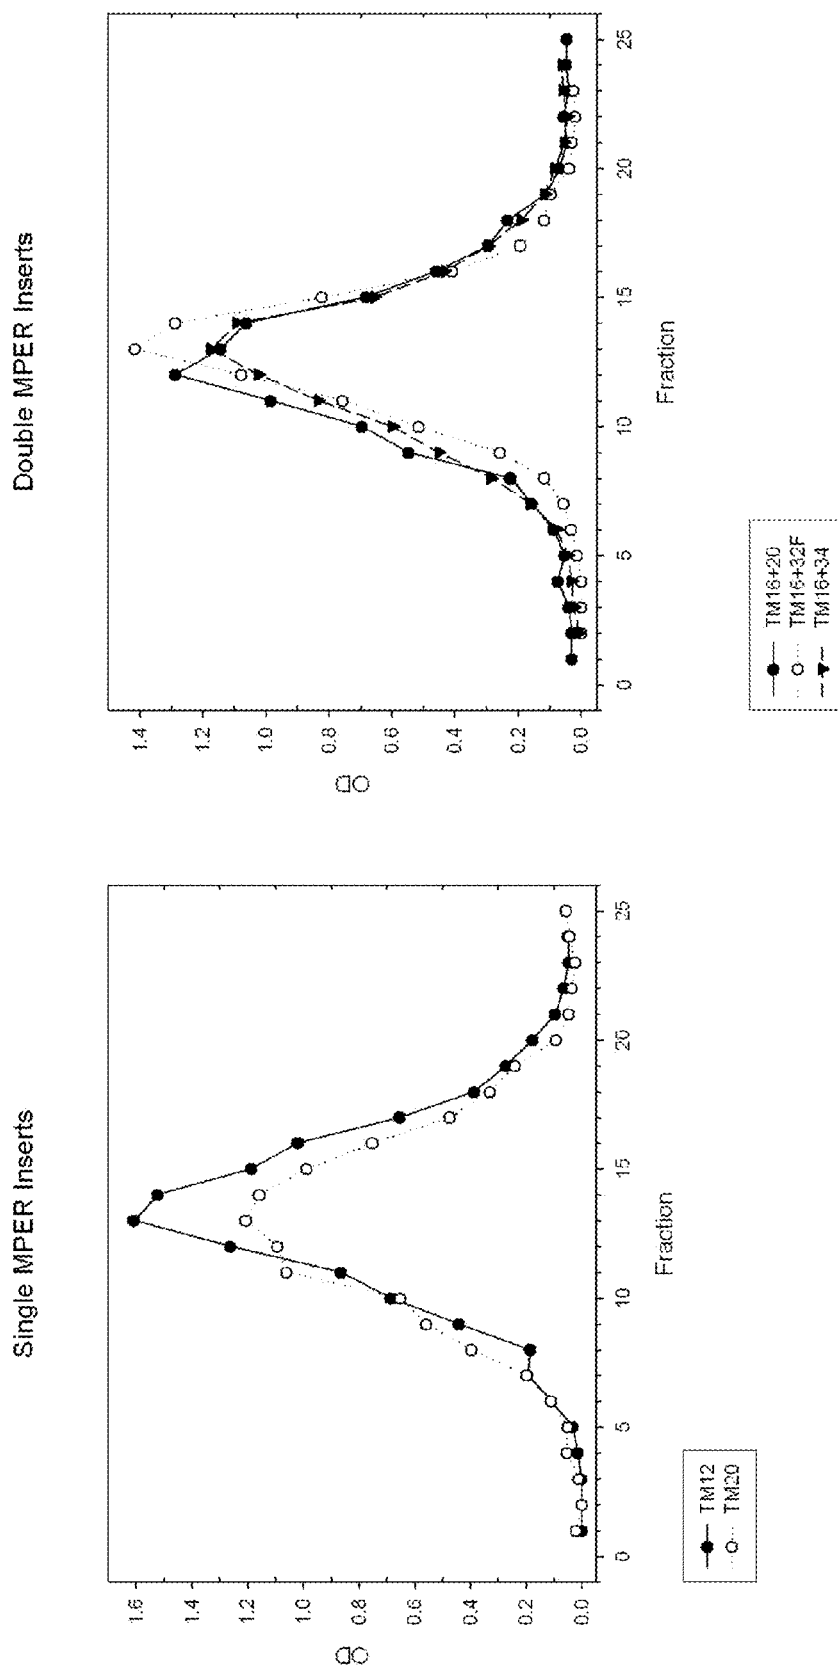 Single MPER Inserts
OD
1.6
1.4
1.2
1.0
0.8
0.6
0.4
0.2
0.0
0 5 10 15 20 25
Fraction
TM12
TM20
Double MPER Inserts
OD
1.4
1.2
1.0
0.8
0.6
0.4
0.2
0.0
0 5 10 15 20 25
Fraction
TM16+20
TM16+32F
TM16+34